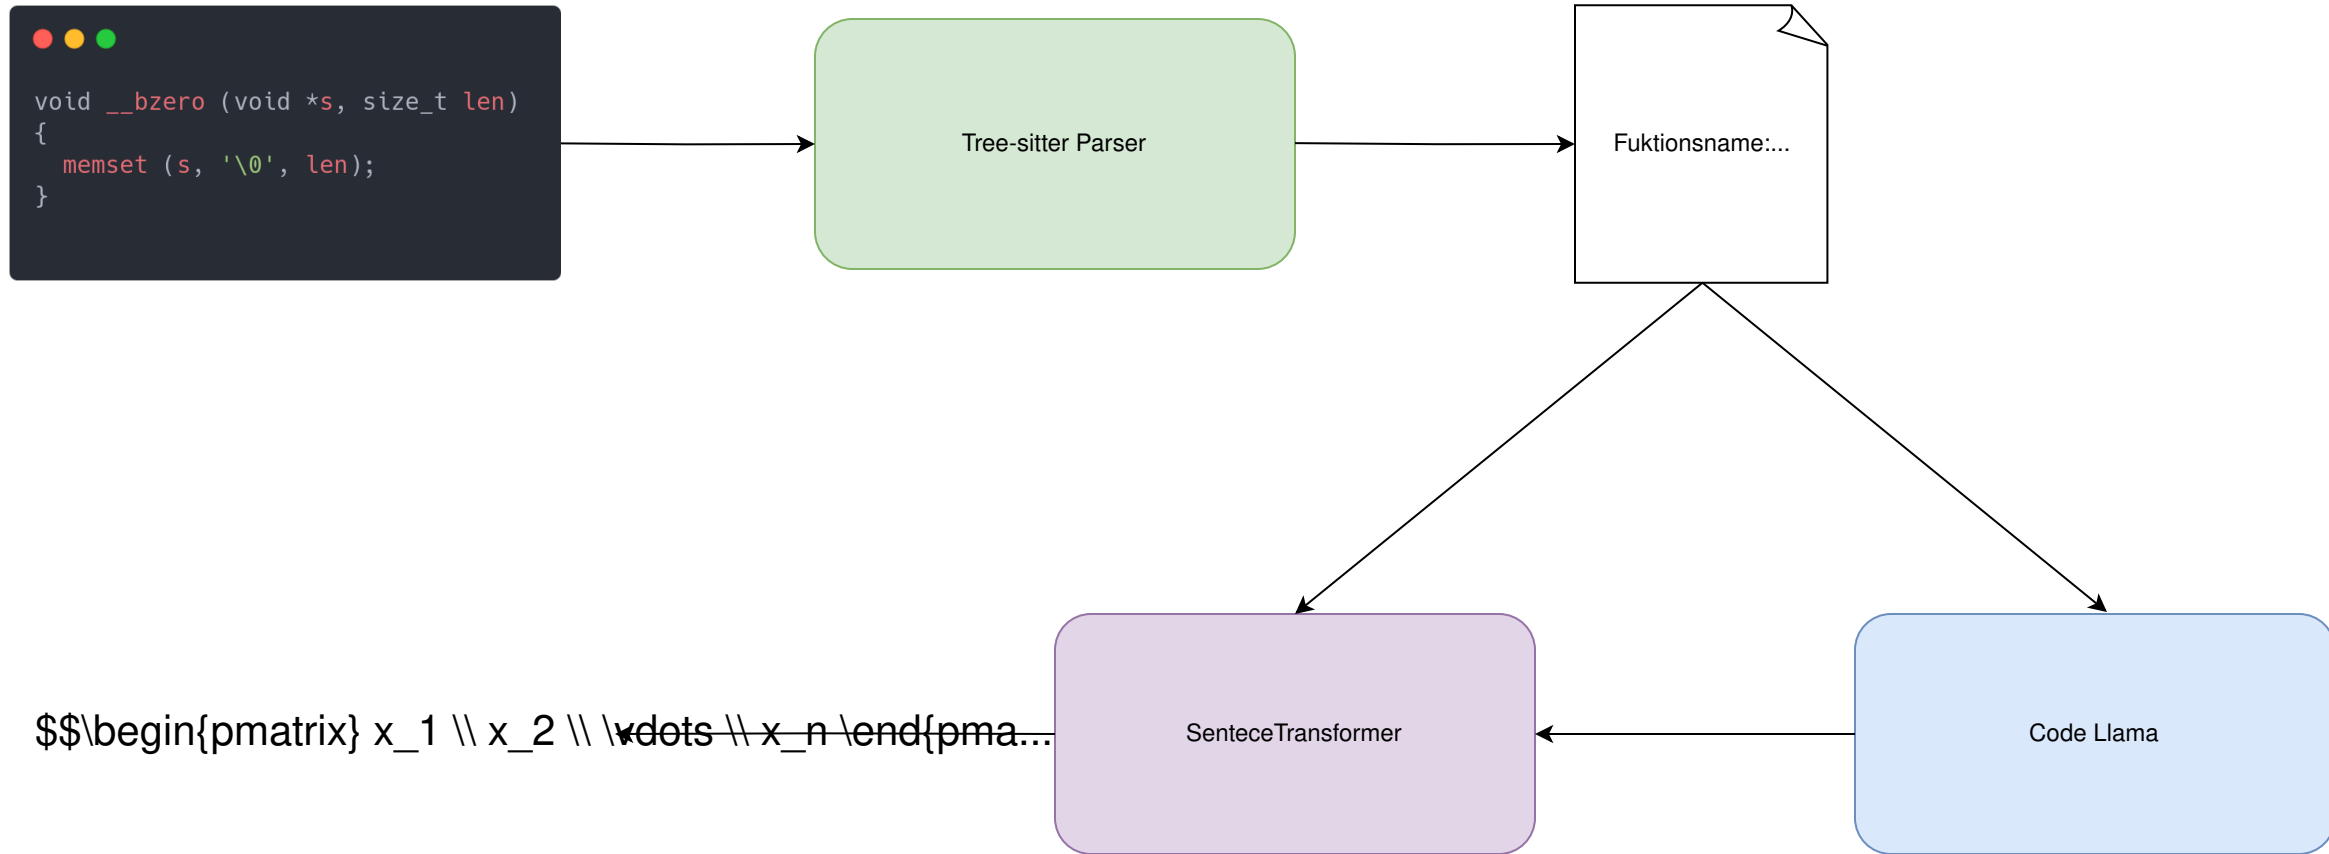 void __bzero (void *s, size_t len)
{
  memset (s, '\0', len);
}
Tree-sitter Parser
Fuktionsname:...
$$\begin{pmatrix} x_1 \\ x_2 \\ \vdots \\ x_n \end{pma...
SenteceTransformer
Code Llama